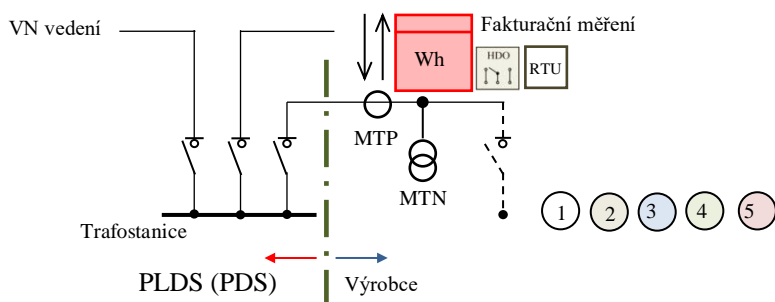 VN vedení
Fakturační měření
Wh
HDO
RTU
MTP
MTN
1 2 3 4 5
Trafostanice
PLDS (PDS)
Výrobce